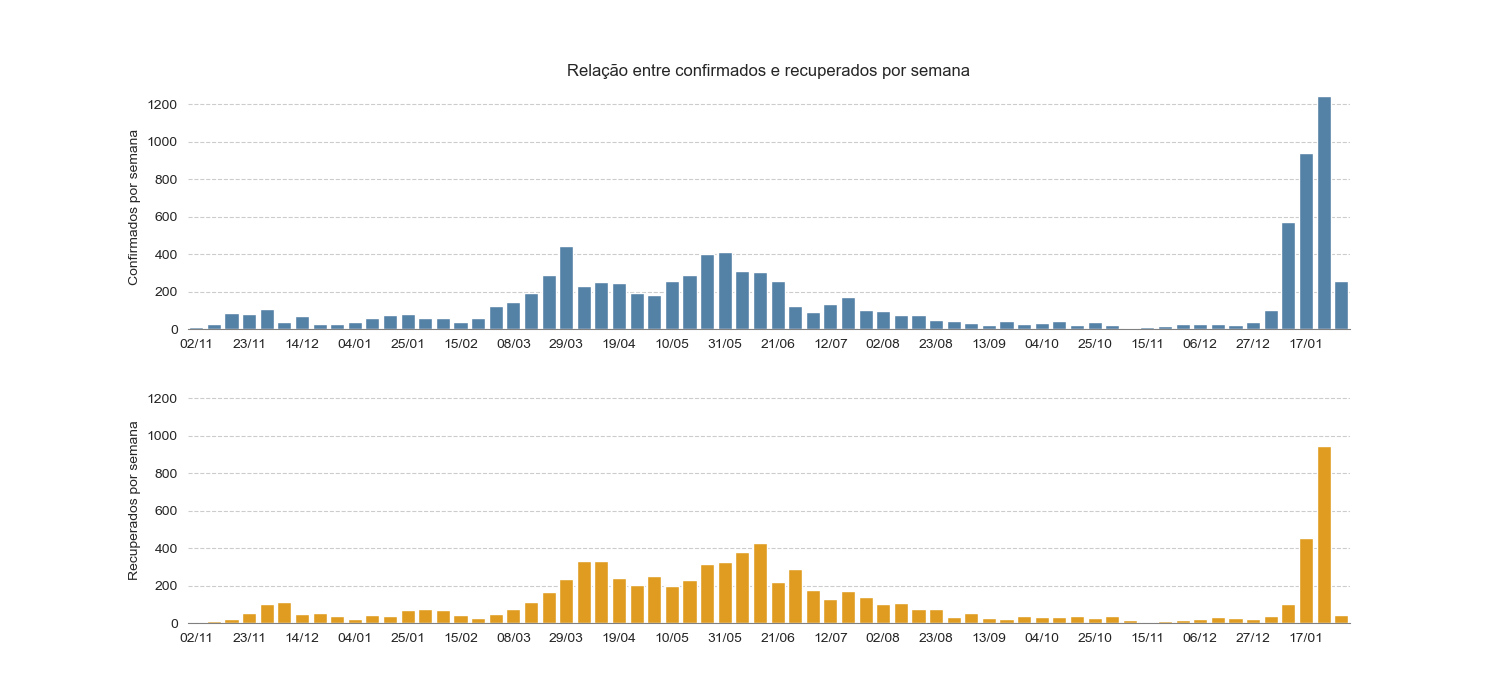 Relação entre confirmados e recuperados por semana
Confirmados por semana
1200
1000
800
600
400
200
0
02/11 23/11 14/12 04/01 25/01 15/02 08/03 29/03 19/04 10/05 31/05 21/06 12/07 02/08 23/08 13/09 04/10 25/10 15/11 06/12 27/12 17/01
Recuperados por semana
1200
1000
800
600
400
200
0
02/11 23/11 14/12 04/01 25/01 15/02 08/03 29/03 19/04 10/05 31/05 21/06 12/07 02/08 23/08 13/09 04/10 25/10 15/11 06/12 27/12 17/01